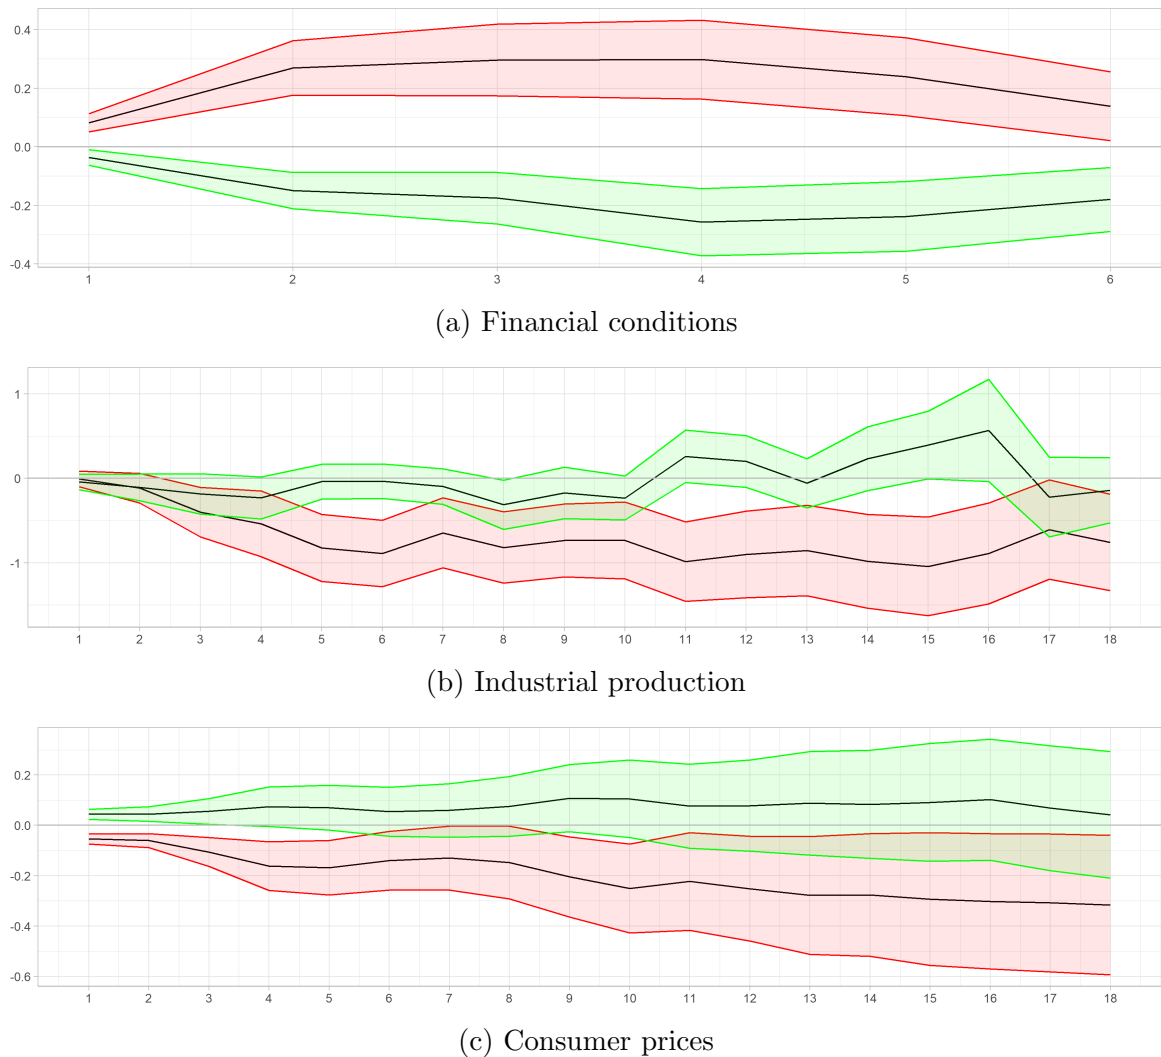 0.4
0.2
0.0
-0.2
-0.4
1 2 3 4 5 6
(a) Financial conditions
1
0
-1
1 2 3 4 5 6 7 8 9 10 11 12 13 14 15 16 17 18
(b) Industrial production
0.2
0.0
-0.2
-0.4
-0.6
1 2 3 4 5 6 7 8 9 10 11 12 13 14 15 16 17 18
(c) Consumer prices